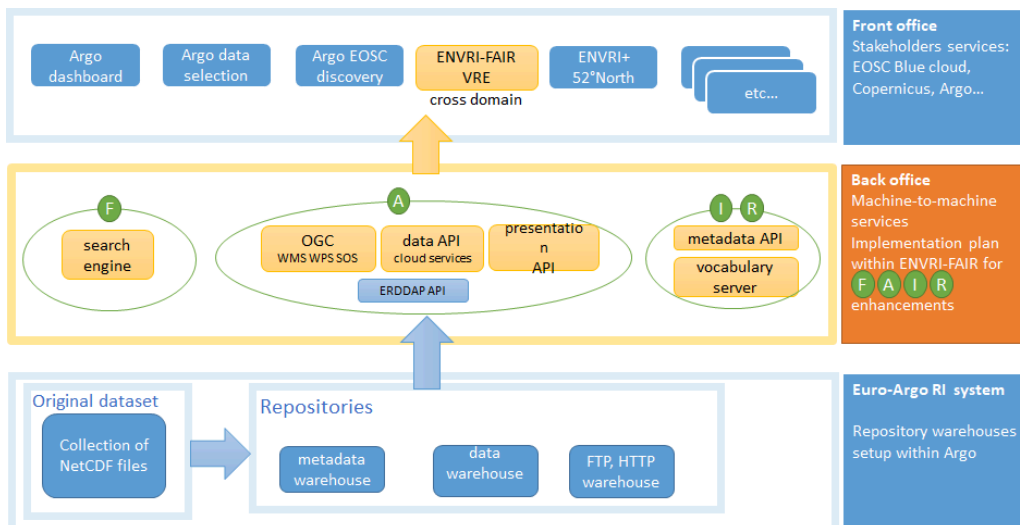 Argo
dashboard
Argo data
selection
Argo EOSC
discovery
ENVRI-FAIR
VRE
cross domain
ENVRI+
52°North
etc...
Front office
Stakeholders services:
EOSC Blue cloud,
Copernicus, Argo...
F
search
engine
A
OGC
WMS WPS SOS
data API
cloud services
presentatio
n
API
ERDDAP API
I R
metadata API
vocabulary
server
Back office
Machine-to-machine
services
Implementation plan
within ENVRI-FAIR for
F A I R
enhancements
Original dataset
Collection of
NetCDF files
Repositories
metadata
warehouse
data
warehouse
FTP, HTTP
warehouse
Euro-Argo RI system
Repository warehouses
setup within Argo